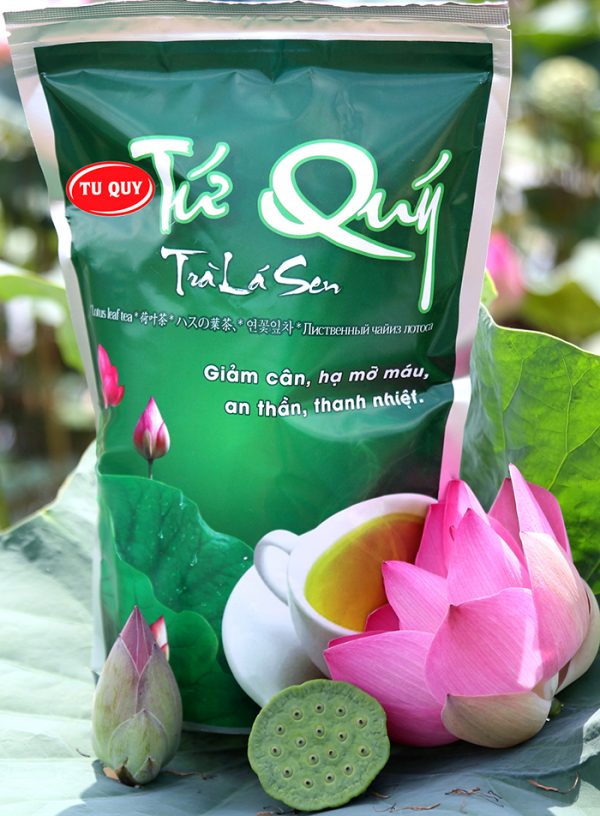 TU QUY
Tứ Quý
Trà Lá Sen
Lotus leaf tea * 荷叶茶 * ハスの葉茶、* 연꽃잎차 * Лиственный чай из лотоса
Giảm cân, hạ mỡ máu,
an thần, thanh nhiệt.